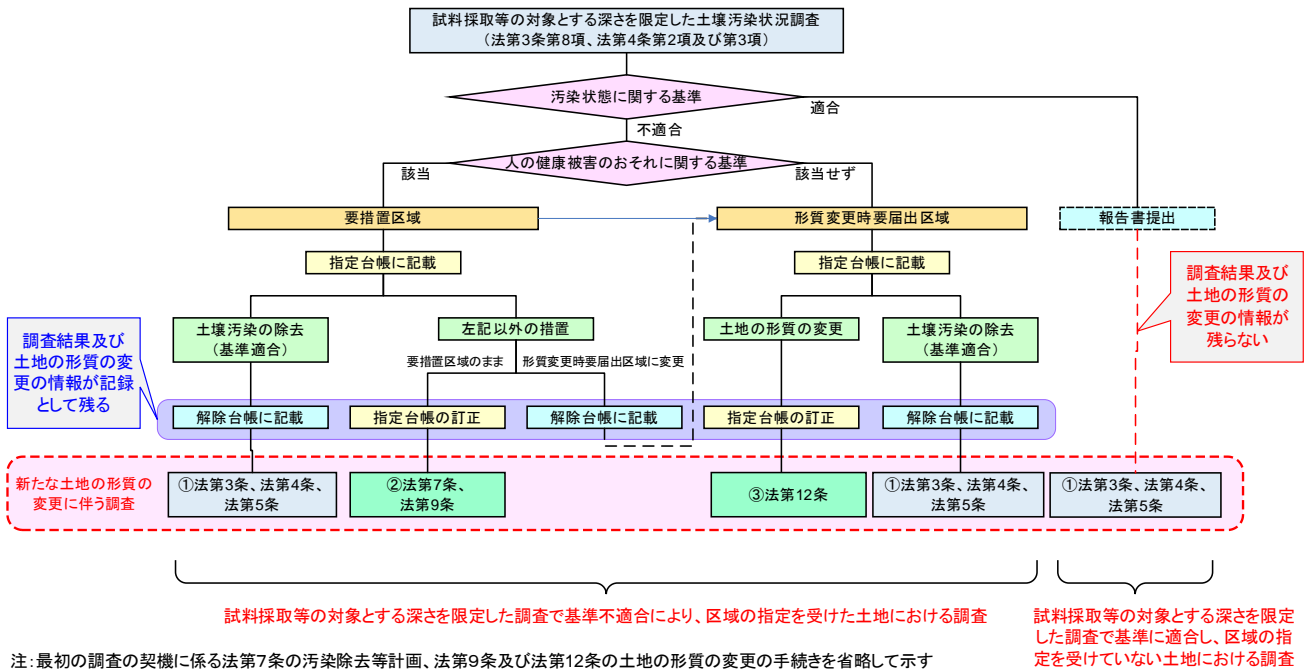 試料採取等の対象とする深さを限定した土壌汚染状況調査
（法第3条第8項、法第4条第2項及び第3項）
汚染状態に関する基準
適合
不適合
人の健康被害のおそれに関する基準
該当
該当せず
要措置区域
形質変更時要届出区域
報告書提出
指定台帳に記載
指定台帳に記載
調査結果及び
土地の形質の
変更の情報が
残らない
調査結果及び
土地の形質の変
更の情報が記録
として残る
土壌汚染の除去
（基準適合）
左記以外の措置
土地の形質の変更
土壌汚染の除去
（基準適合）
要措置区域のまま
形質変更時要届出区域に変更
解除台帳に記載
指定台帳の訂正
解除台帳に記載
指定台帳の訂正
解除台帳に記載
新たな土地の形質の
変更に伴う調査
①法第3条、法第4条、
法第5条
②法第7条、
法第9条
③法第12条
①法第3条、法第4条、
法第5条
①法第3条、法第4条、
法第5条
試料採取等の対象とする深さを限定した調査で基準不適合により、区域の指定を受けた土地における調査
試料採取等の対象とする深さを限定
した調査で基準に適合し、区域の指
定を受けていない土地における調査
注：最初の調査の契機に係る法第7条の汚染除去等計画、法第9条及び法第12条の土地の形質の変更の手続きを省略して示す